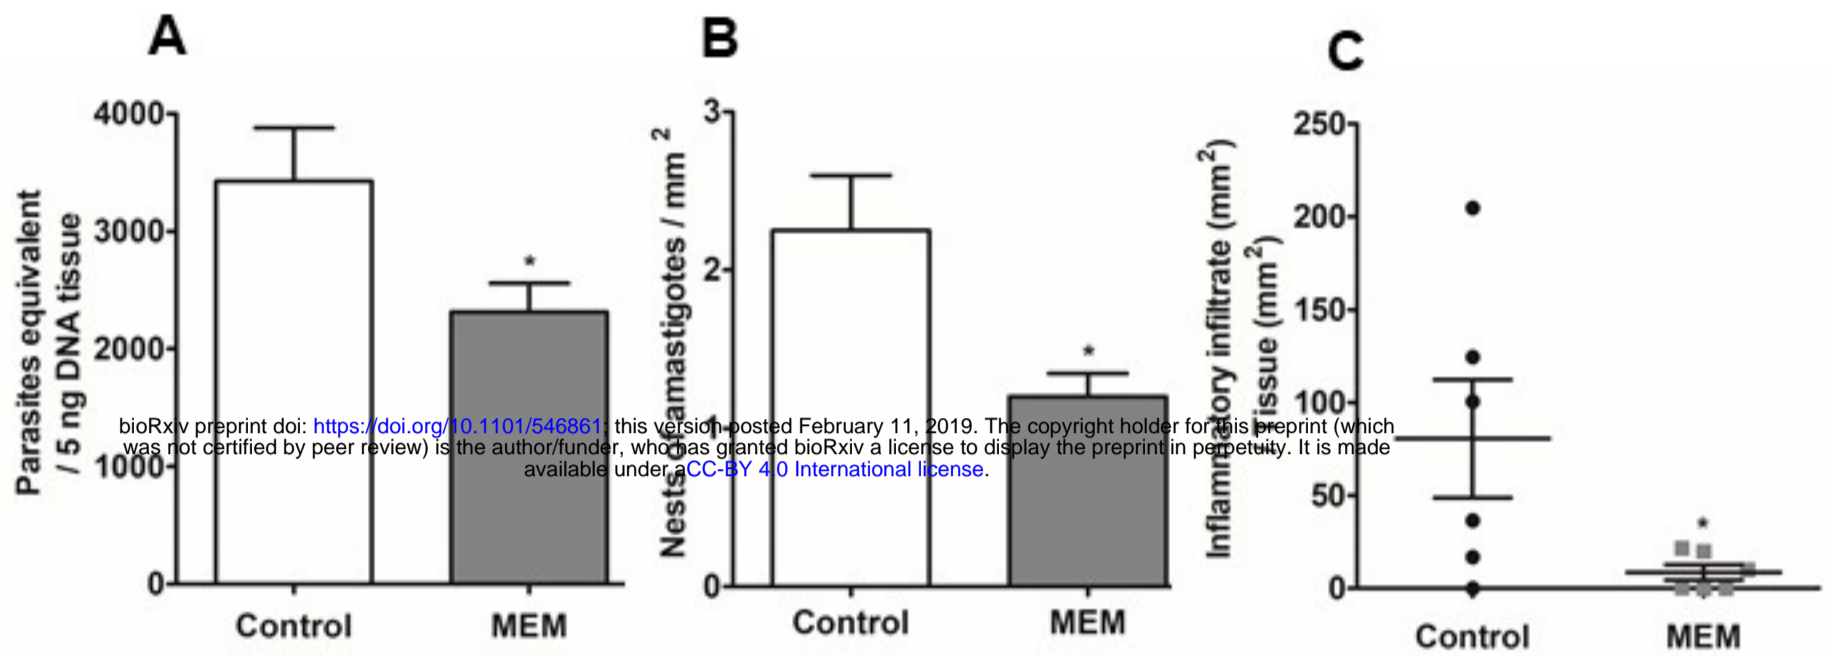 A
B
C
4000
3000
2000
1000
0
Parasites equivalent
/ 5 ng DNA tissue
Control
MEM
*
3
2
1
0
Nests of amastigotes / mm 2
Control
MEM
*
250
200
150
100
50
0
Inflammatory infiltrate (mm2)
/ Tissue (mm2)
Control
MEM
*
bioRxiv preprint doi: https://doi.org/10.1101/546861; this version posted February 11, 2019. The copyright holder for this preprint (which
was not certified by peer review) is the author/funder, who has granted bioRxiv a license to display the preprint in perpetuity. It is made
available under aCC-BY 4.0 International license.